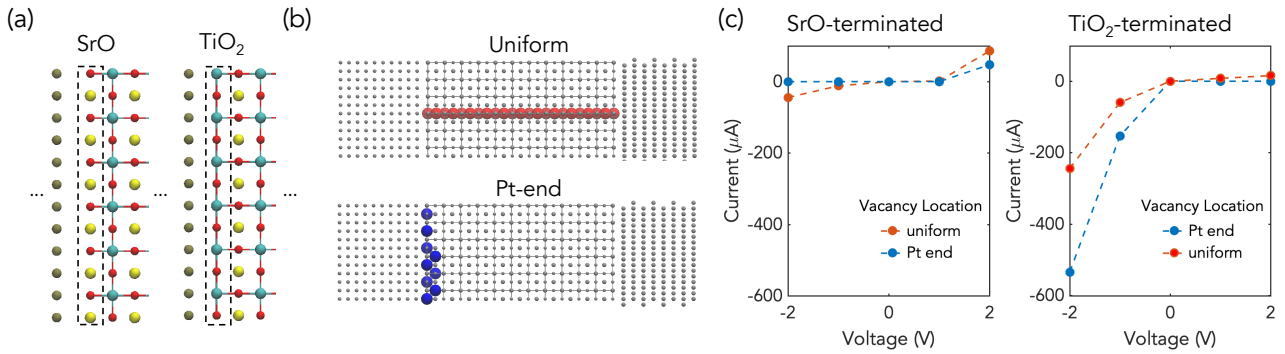 (a)
SrO
TiO₂
...
...
...
(b)
Uniform
Pt-end
(c)
SrO-terminated
0
-200
-400
-600
Current (μA)
-2
0
2
Voltage (V)
Vacancy Location
uniform
Pt end
TiO₂-terminated
0
-200
-400
-600
Current (μA)
-2
0
2
Voltage (V)
Vacancy Location
Pt end
uniform